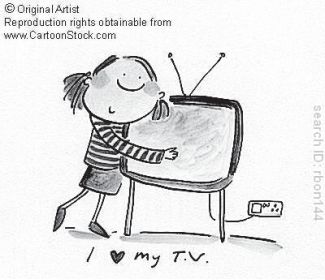 © Original Artist
Reproduction rights obtainable from
www.CartoonStock.com
search ID: rbon144
I ♥ my T.V.